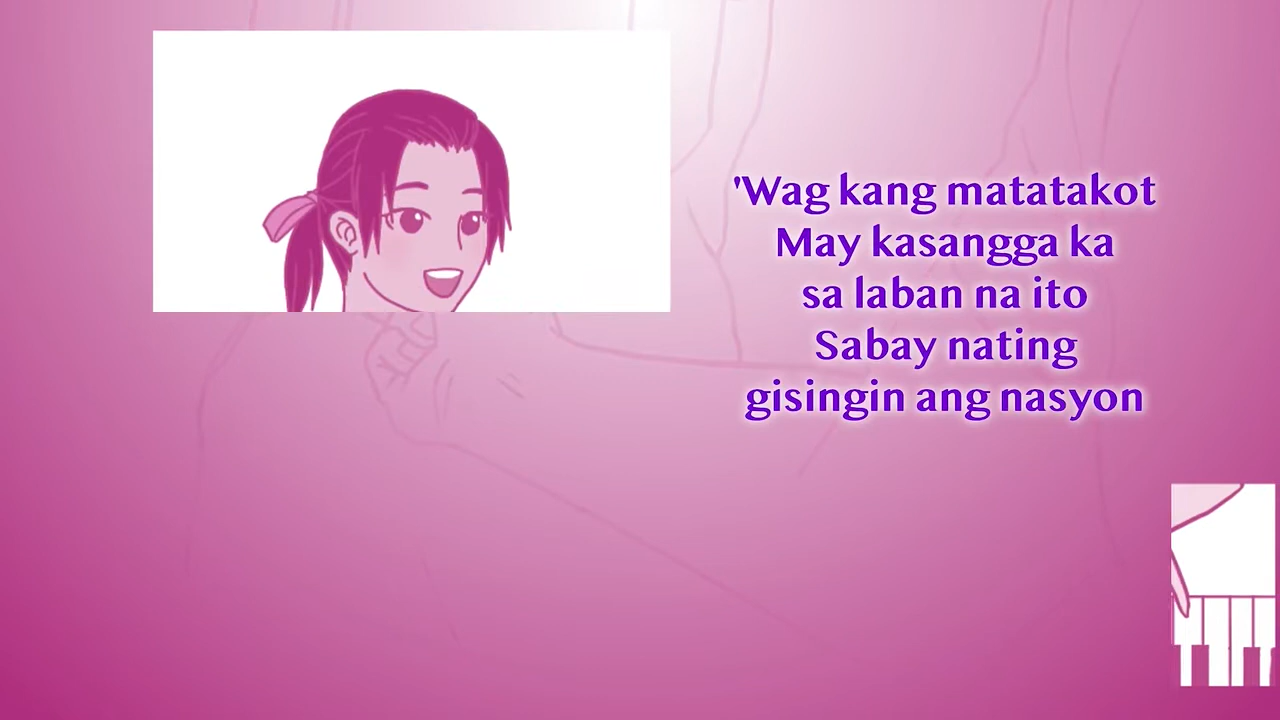 'Wag kang matatakot
May kasangga ka
sa laban na ito
Sabay nating
gisingin ang nasyon